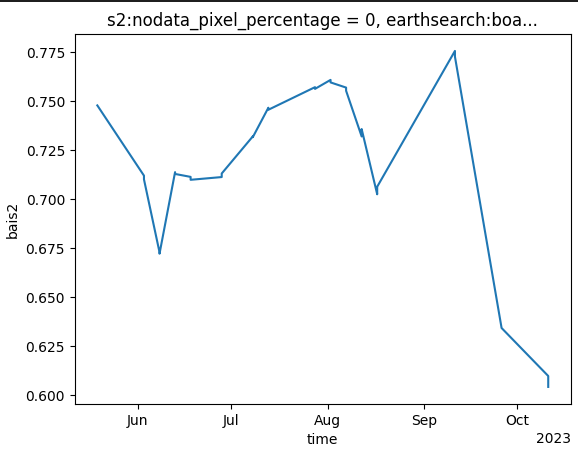 s2:nodata_pixel_percentage = 0, earthsearch:boa...
0.775
0.750
0.725
0.700
0.675
0.650
0.625
0.600
bais2
Jun Jul Aug Sep Oct
time
2023